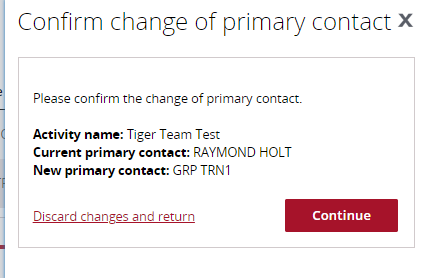 Confirm change of primary contact X
Please confirm the change of primary contact.
Activity name: Tiger Team Test
Current primary contact: RAYMOND HOLT
New primary contact: GRP TRN1
Discard changes and return
Continue